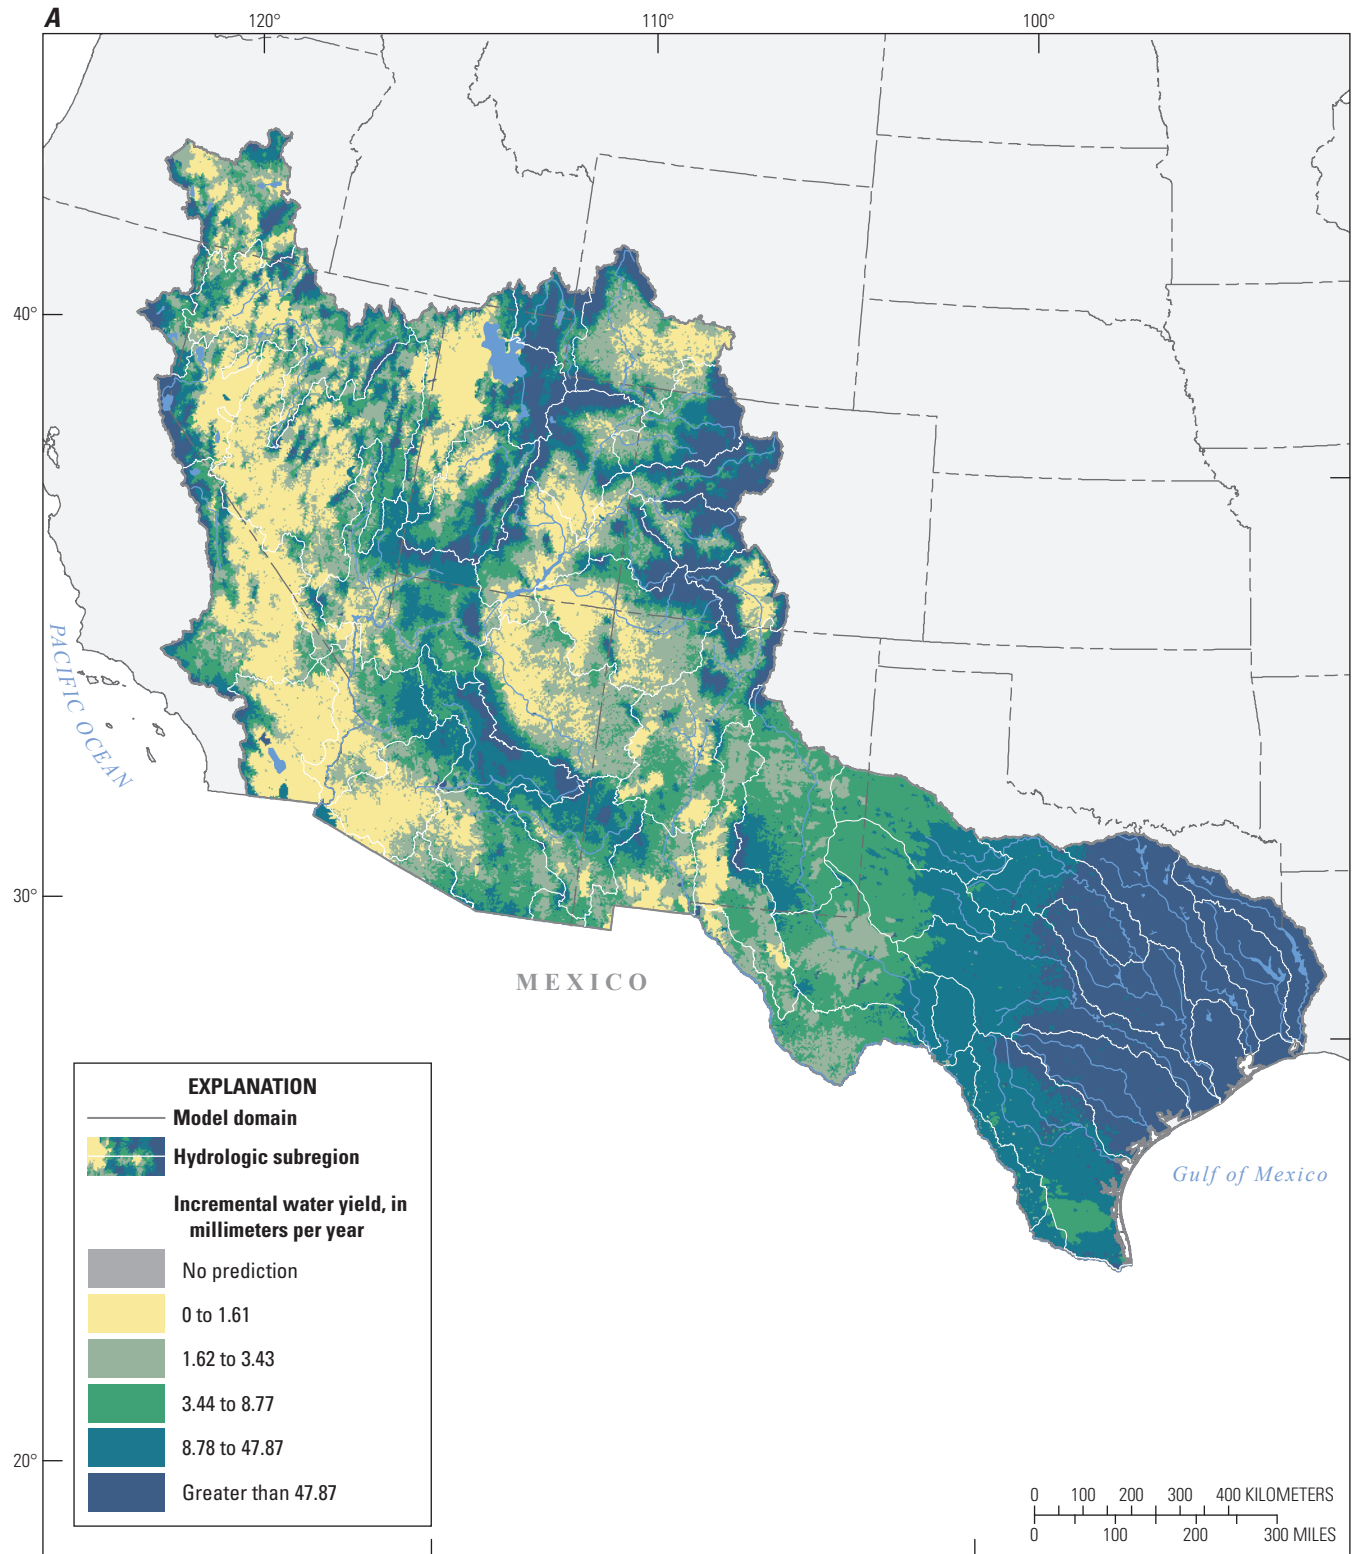 A
120°
110°
100°
40°
30°
20°
PACIFIC OCEAN
MEXICO
Gulf of Mexico
EXPLANATION
Model domain
Hydrologic subregion
Incremental water yield, in
millimeters per year
No prediction
0 to 1.61
1.62 to 3.43
3.44 to 8.77
8.78 to 47.87
Greater than 47.87
0 100 200 300 400 KILOMETERS
0 100 200 300 MILES